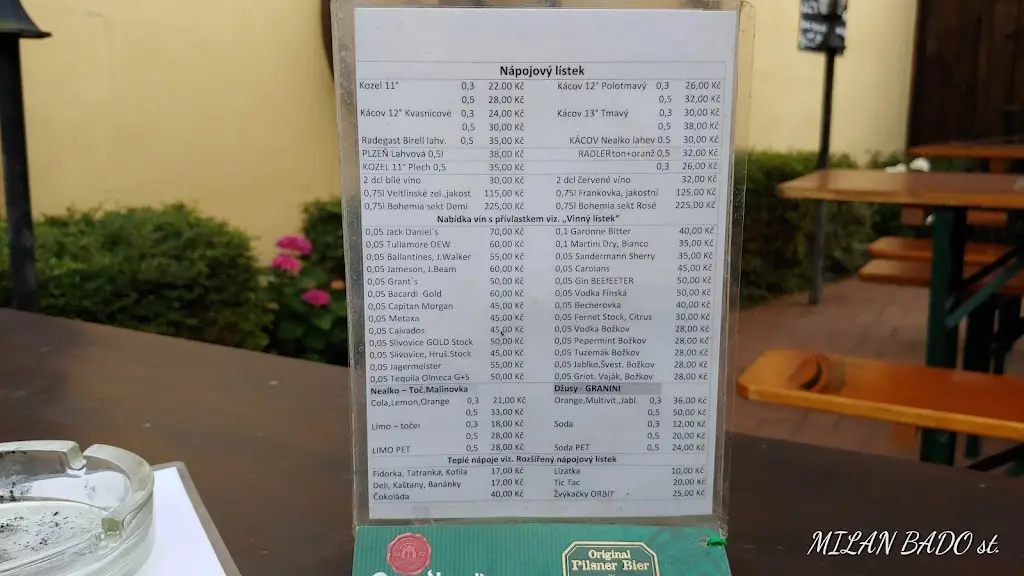 Nápojový lístek
Kozel 11° 0,3 22.00 Kč Kácov 12° Polotmavý 0,3 26,00 Kč
0,5 28,00 Kč 0,5 32,00 Kč
Kácov 12° Kvasnicové 0,3 24,00 Kč Kácov 13° Tmavý 0,3 30,00 Kč
0,5 30,00 Kč 0,5 38,00 Kč
Radegast Birell lahv. 0,5 35,00 Kč KÁCOV Nealko lahev 0.5 30,00 Kč
PLZEŇ Lahvová 0,5l 38,00 Kč RADLER ton+oranž 0,5 32,00 Kč
KOZEL 11° Plech 0,5 35,00 Kč 0,3 26,00 Kč
2 dcl bílé víno 30,00 Kč 2 dcl červené víno 32,00 Kč
0,75l Veltlínské zel.,jakost 115,00 Kč 0,75l Frankovka, jakostní 125,00 Kč
0,75l Bohemia sekt Demi 225,00 Kč 0,75l Bohemia sekt Rosé 225,00 Kč
Nabídka vín s přívlastkem viz. „Vinný lístek"
0,05 Jack Daniel´s 70,00 Kč 0,1 Garonne Bitter 40,00 Kč
0,05 Tullamore DEW 60,00 Kč 0,1 Martini Dry, Bianco 35,00 Kč
0,05 Ballantines, J.Walker 55,00 Kč 0,05 Sandermann Sherry 35,00 Kč
0,05 Jameson, J.Beam 60,00 Kč 0,05 Carolans 45,00 Kč
0,05 Grant´s 50,00 Kč 0,05 Gin BEEFEETER 50,00 Kč
0,05 Bacardi Gold 60,00 Kč 0,05 Vodka Finská 50,00 Kč
0,05 Capitan Morgan 45,00 Kč 0,05 Becherovka 40,00 Kč
0,05 Metaxa 45,00 Kč 0,05 Fernet Stock, Citrus 30,00 Kč
0,05 Calvados 45,00 Kč 0,05 Vodka Božkov 28,00 Kč
0,05 Slivovice GOLD Stock 50,00 Kč 0,05 Pepermint Božkov 28,00 Kč
0,05 Slivovice, Hruš.Stock 45,00 Kč 0,05 Tuzemák Božkov 28,00 Kč
0,05 Jagermeister 55,00 Kč 0,05 Jablko,Švest. Božkov 28,00 Kč
0,05 Tequila Olmeca G+S 50,00 Kč 0,05 Griot. Vaják, Božkov 28,00 Kč
Nealko – Toč.Malinovka Džusy - GRANINI
Cola,Lemon,Orange 0,3 21,00 Kč Orange,Multivit.,Jabl. 0,3 36,00 Kč
0,5 33,00 Kč 0,5 50,00 Kč
Limo – točená 0,3 18,00 Kč Soda 0,3 12,00 Kč
0,5 28,00 Kč 0,5 20,00 Kč
LIMO PET 0,5 28,00 Kč Soda PET 0,5 24,00 Kč
Teplé nápoje viz. Rozšířený nápojový lístek
Fidorka, Tatranka, Kofila 17,00 Kč Lízátka 10,00 Kč
Deli, Kaštany, Banánky 17,00 Kč Tic Tac 20,00 Kč
Čokoláda 40,00 Kč Žvýkačky ORBIT 25,00 Kč
Original
Pilsner Bier
MILAN BADO st.